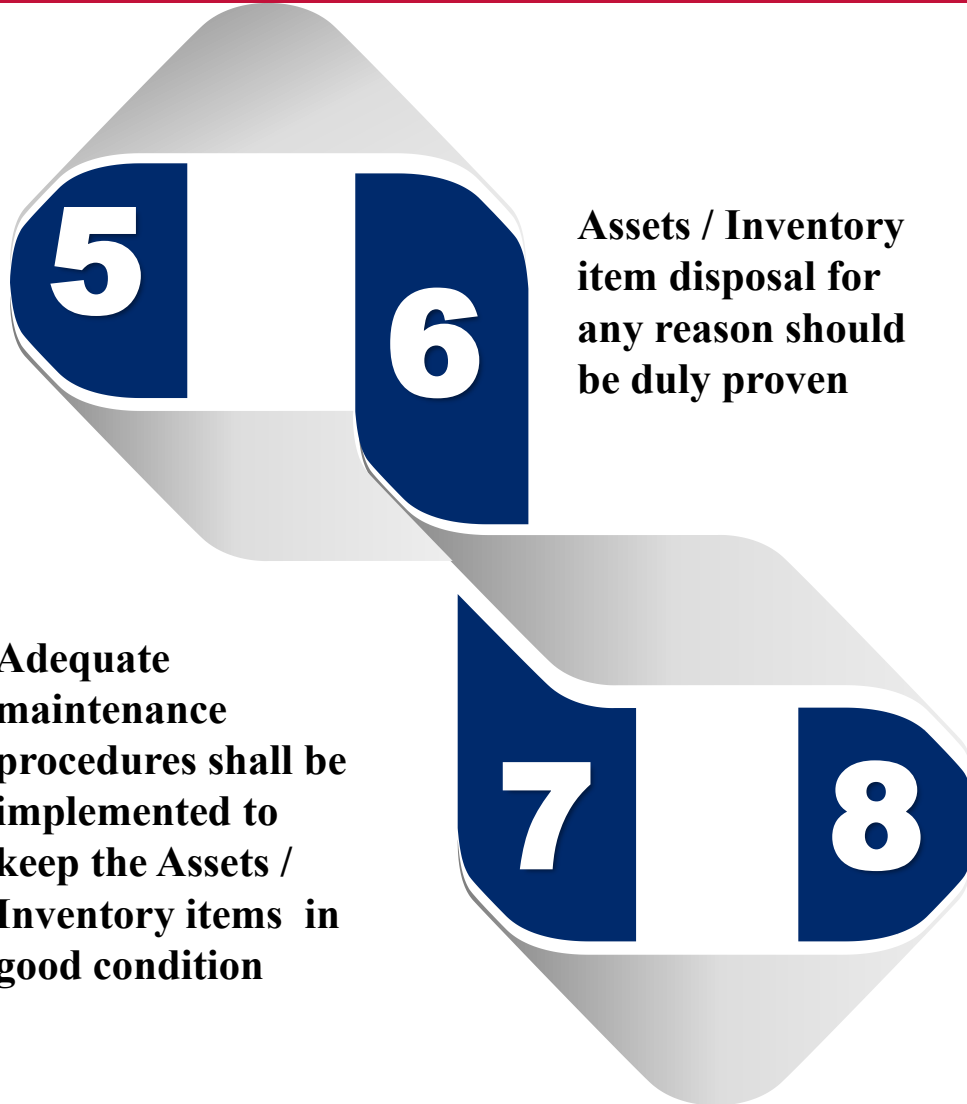 5
6
Assets / Inventory
item disposal for
any reason should
be duly proven
Adequate
maintenance
procedures shall be
implemented to
keep the Assets /
Inventory items  in
good condition
7
8